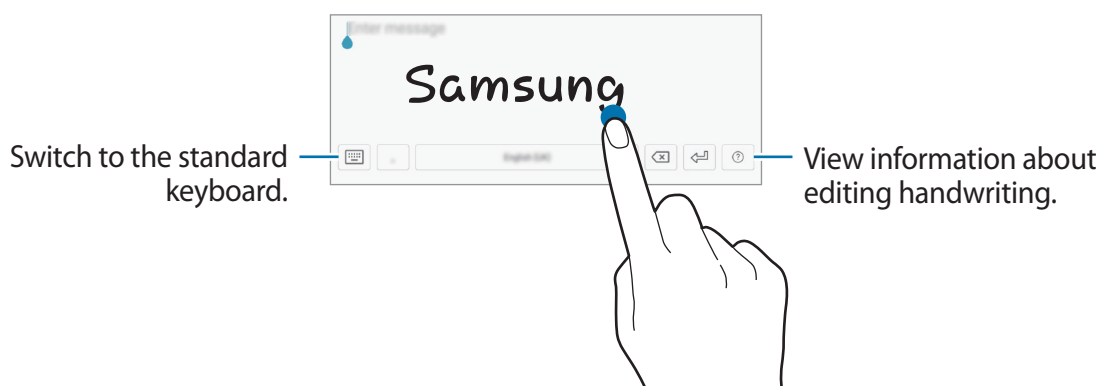 Enter message
Samsung
Switch to the standard
keyboard.
English (UK)
View information about
editing handwriting.